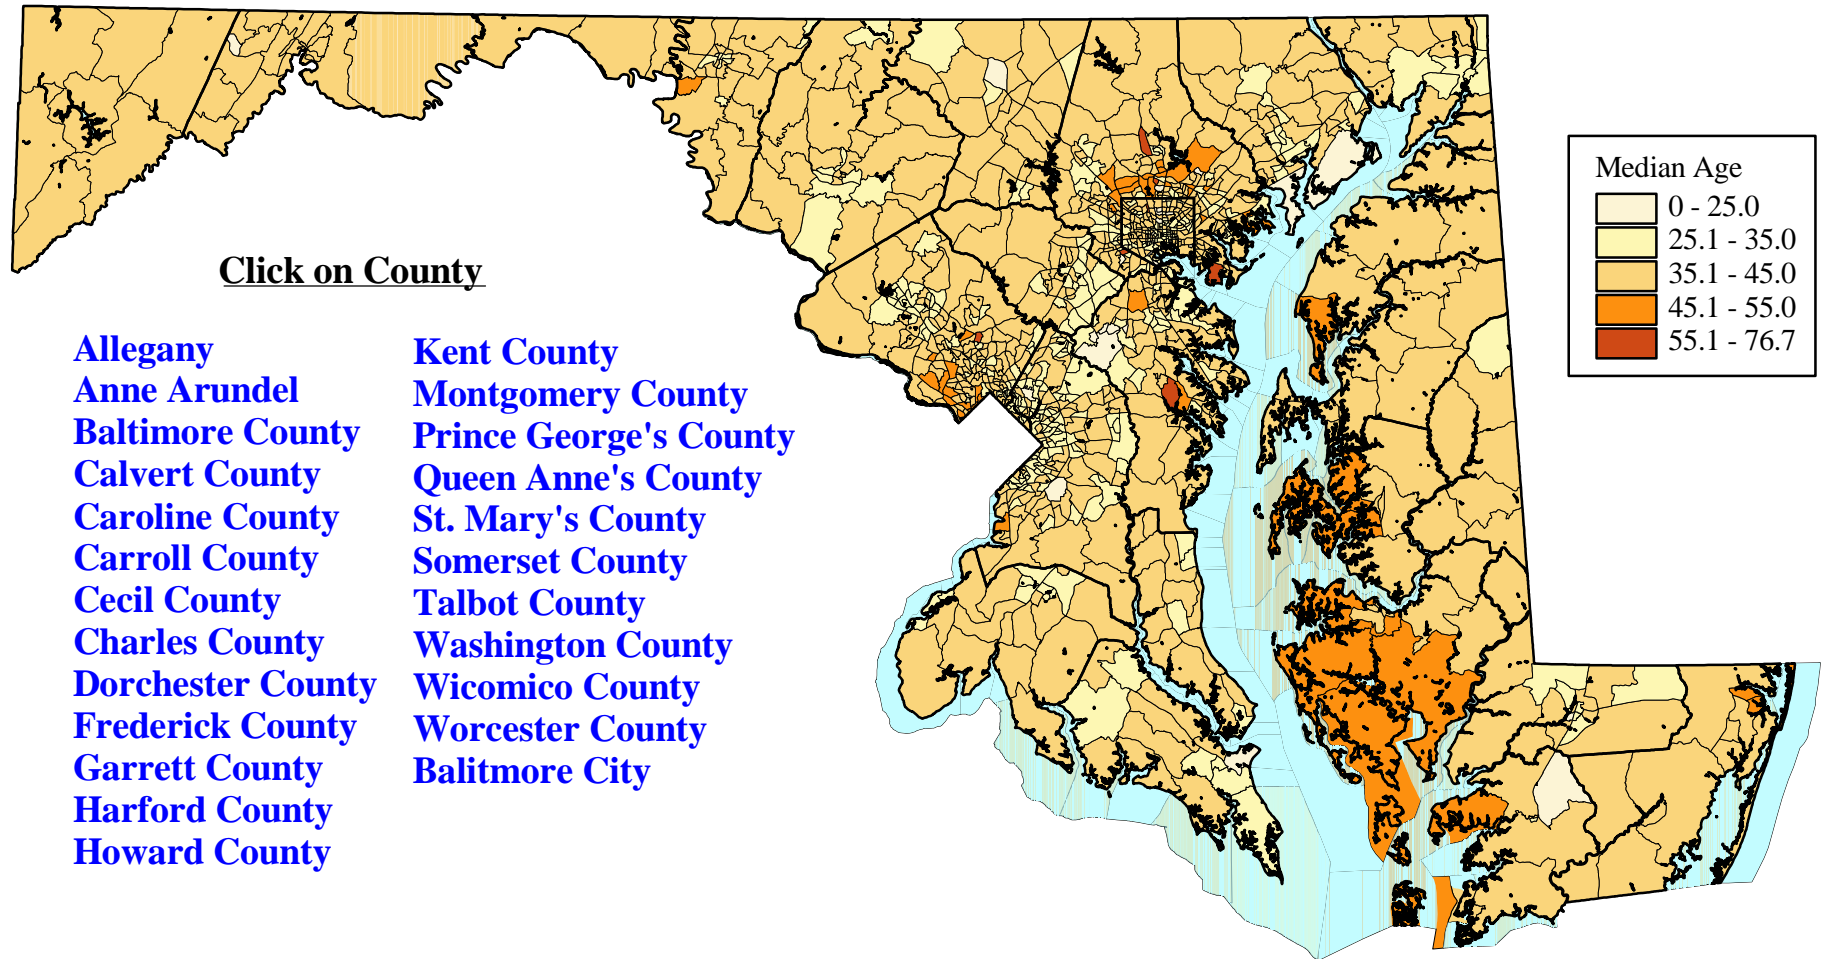 Click on County
Allegany
Anne Arundel
Baltimore County
Calvert County
Caroline County
Carroll County
Cecil County
Charles County
Dorchester County
Frederick County
Garrett County
Harford County
Howard County
Kent County
Montgomery County
Prince George's County
Queen Anne's County
St. Mary's County
Somerset County
Talbot County
Washington County
Wicomico County
Worcester County
Balitmore City
Median Age
0 - 25.0
25.1 - 35.0
35.1 - 45.0
45.1 - 55.0
55.1 - 76.7